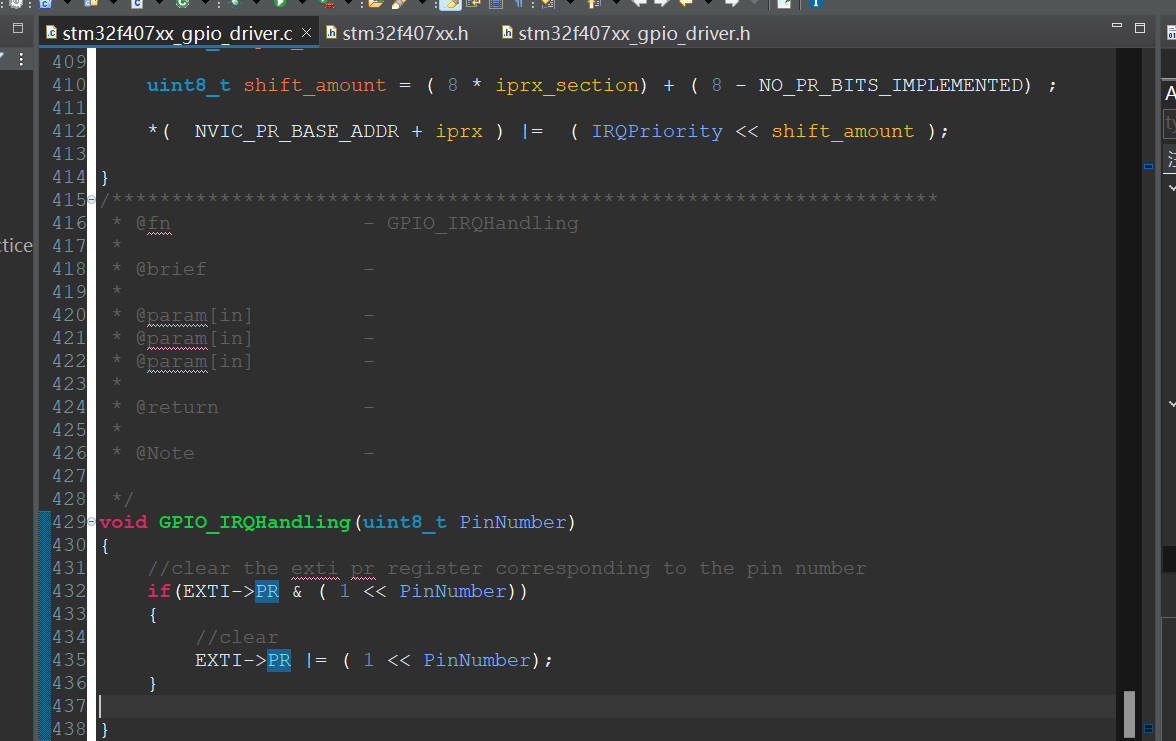 stm32f407xx_gpio_driver.c
stm32f407xx.h
stm32f407xx_gpio_driver.h
409
410 uint8_t shift_amount = ( 8 * iprx_section) + ( 8 - NO_PR_BITS_IMPLEMENTED) ;
411
412 *( NVIC_PR_BASE_ADDR + iprx ) |= ( IRQPriority << shift_amount );
413
414 }
415 /*********************************************************************
416 * @fn - GPIO_IRQHandling
417 *
418 * @brief -
419 *
420 * @param[in] -
421 * @param[in] -
422 * @param[in] -
423 *
424 * @return -
425 *
426 * @Note -
427
428 */
429 void GPIO_IRQHandling(uint8_t PinNumber)
430 {
431 //clear the exti pr register corresponding to the pin number
432 if(EXTI->PR & ( 1 << PinNumber))
433 {
434 //clear
435 EXTI->PR |= ( 1 << PinNumber);
436 }
437
438 }
tice